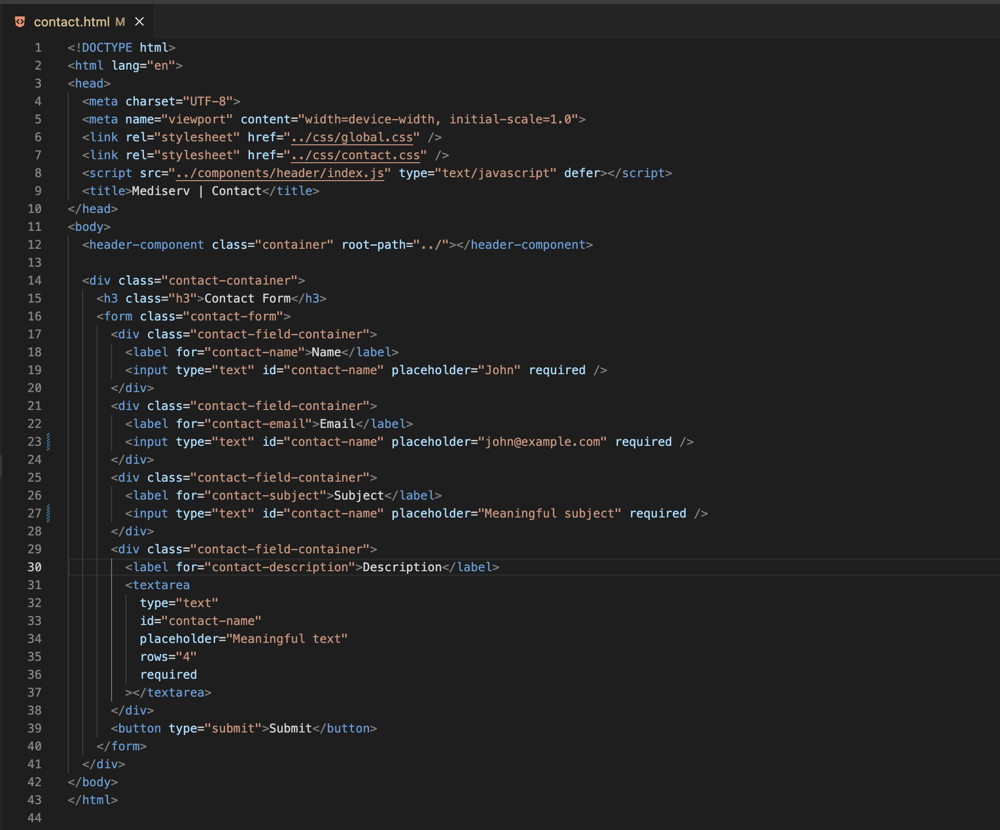 contact.html M
1 <!DOCTYPE html>
2 <html lang="en">
3 <head>
4   <meta charset="UTF-8">
5   <meta name="viewport" content="width=device-width, initial-scale=1.0">
6   <link rel="stylesheet" href="../css/global.css" />
7   <link rel="stylesheet" href="../css/contact.css" />
8   <script src="../components/header/index.js" type="text/javascript" defer></script>
9   <title>Mediserv | Contact</title>
10 </head>
11 <body>
12   <header-component class="container" root-path="../"></header-component>
13
14   <div class="contact-container">
15     <h3 class="h3">Contact Form</h3>
16     <form class="contact-form">
17       <div class="contact-field-container">
18         <label for="contact-name">Name</label>
19         <input type="text" id="contact-name" placeholder="John" required />
20       </div>
21       <div class="contact-field-container">
22         <label for="contact-email">Email</label>
23         <input type="text" id="contact-name" placeholder="john@example.com" required />
24       </div>
25       <div class="contact-field-container">
26         <label for="contact-subject">Subject</label>
27         <input type="text" id="contact-name" placeholder="Meaningful subject" required />
28       </div>
29       <div class="contact-field-container">
30         <label for="contact-description">Description</label>
31         <textarea
32           type="text"
33           id="contact-name"
34           placeholder="Meaningful text"
35           rows="4"
36           required
37         ></textarea>
38       </div>
39       <button type="submit">Submit</button>
40     </form>
41   </div>
42 </body>
43 </html>
44